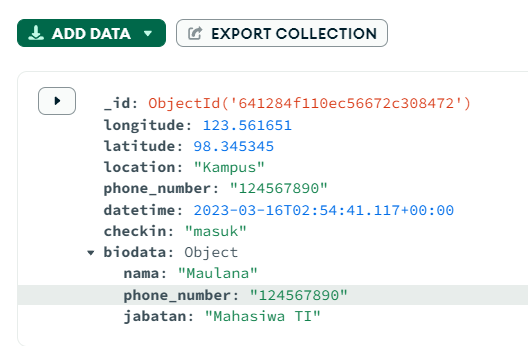 ADD DATA
EXPORT COLLECTION
_id: ObjectId('641284f110ec56672c308472')
longitude: 123.561651
latitude: 98.345345
location: "Kampus"
phone_number: "124567890"
datetime: 2023-03-16T02:54:41.117+00:00
checkin: "masuk"
biodata: Object
nama: "Maulana"
phone_number: "124567890"
jabatan: "Mahasiwa TI"